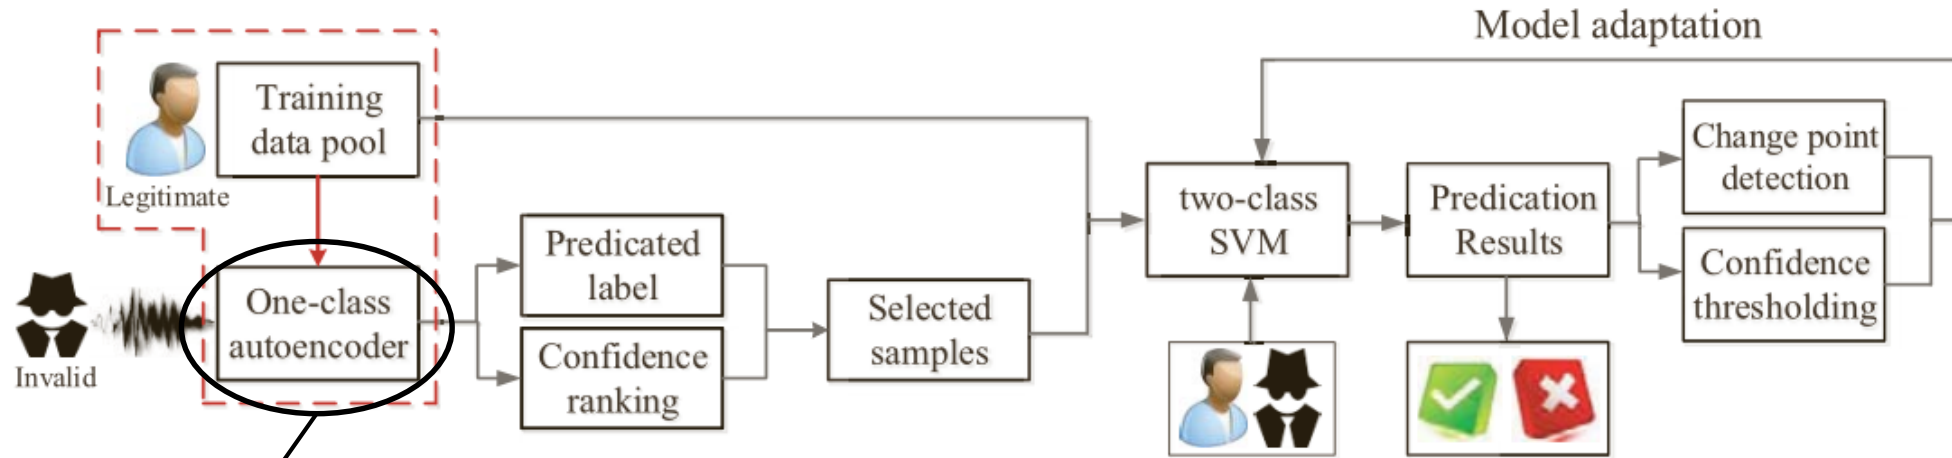 Model adaptation
Training
data pool
Legitimate
Invalid
One-class
autoencoder
Predicated
label
Confidence
ranking
Selected
samples
two-class
SVM
Predication
Results
Change point
detection
Confidence
thresholding